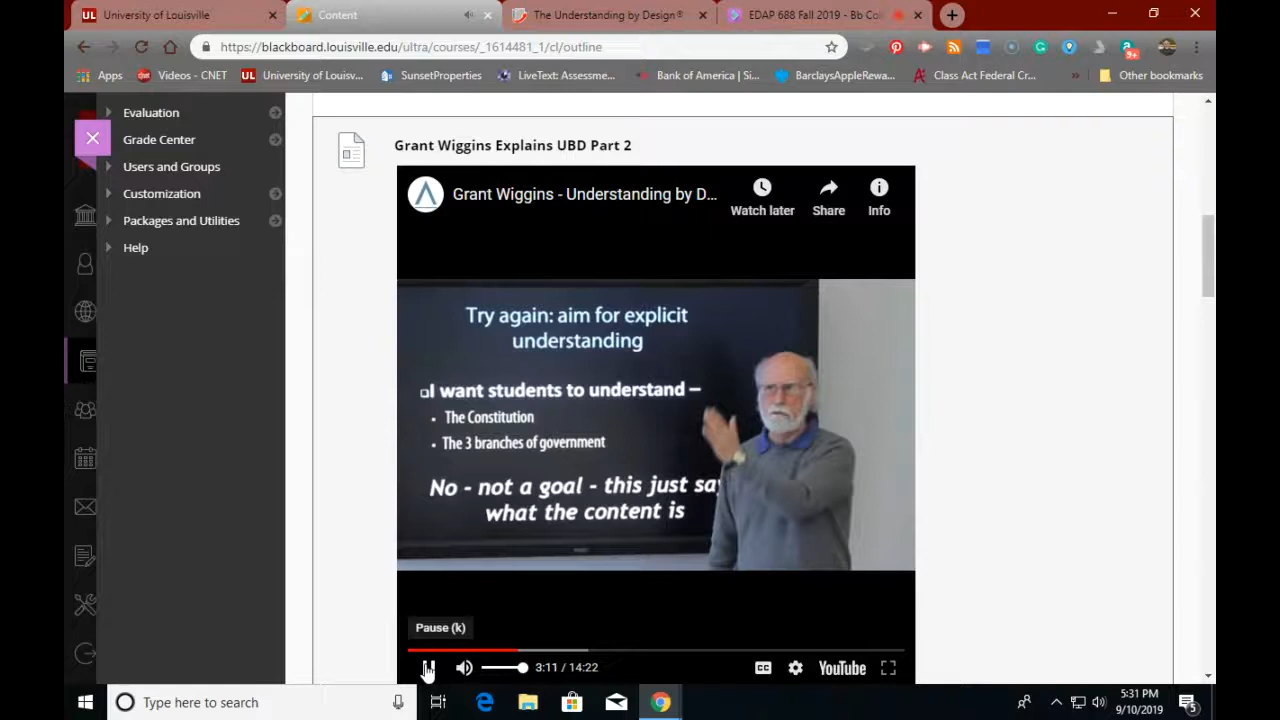 University of Louisville
Content
The Understanding by Design®
EDAP 688 Fall 2019 - Bb Col
https://blackboard.louisville.edu/ultra/courses/_1614481_1/cl/outline
9+
Apps
Videos - CNET
UL University of Louisv...
SunsetProperties
LiveText: Assessme...
Bank of America | Si...
BarclaysAppleRewa...
Class Act Federal Cr...
»
Other bookmarks
Evaluation
Grade Center
Users and Groups
Customization
Packages and Utilities
Help
Grant Wiggins Explains UBD Part 2
Grant Wiggins - Understanding by D...
Watch later
Share
Info
Try again: aim for explicit
understanding
I want students to understand –
• The Constitution
• The 3 branches of government
No - not a goal - this just say
what the content is
Pause (k)
3:11 / 14:22
CC
YouTube
Type here to search
5:31 PM
9/10/2019
5